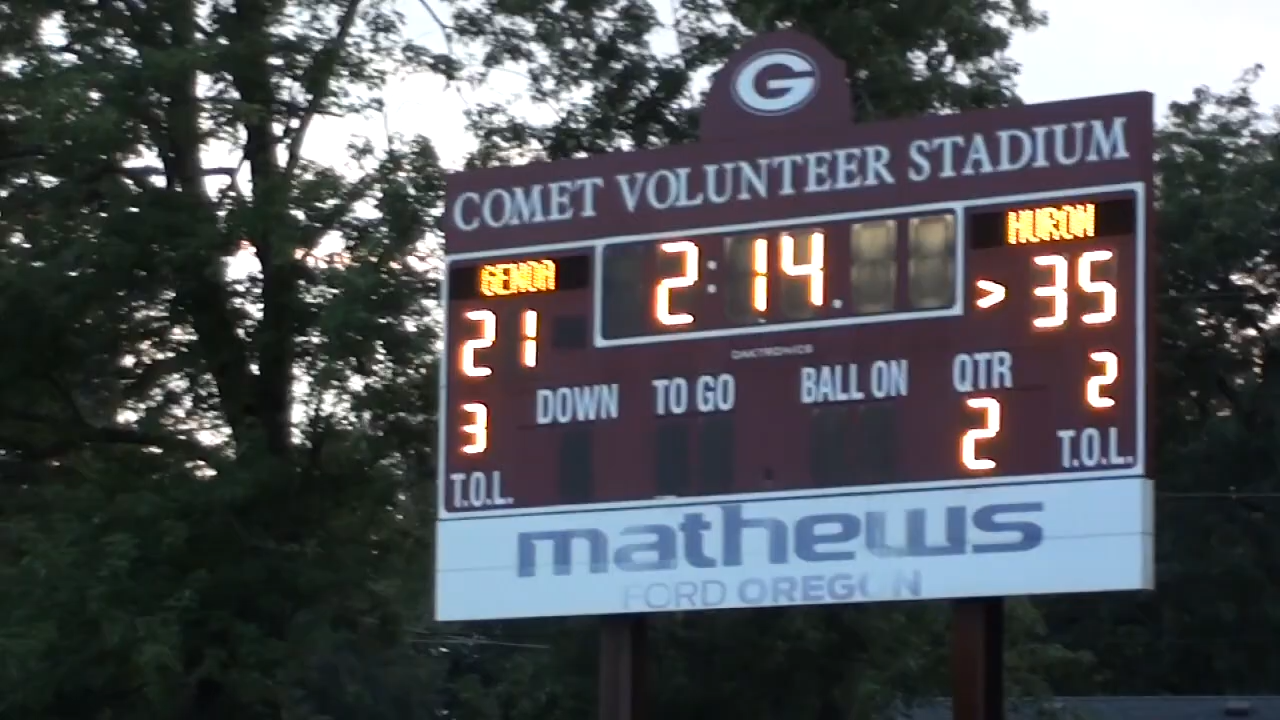 G
COMET VOLUNTEER STADIUM
GENOA 2:14 HURON
21 > 35
DAKTRONICS
DOWN TO GO BALL ON QTR
3 2 2
T.O.L. T.O.L.
mathews
FORD OREGON